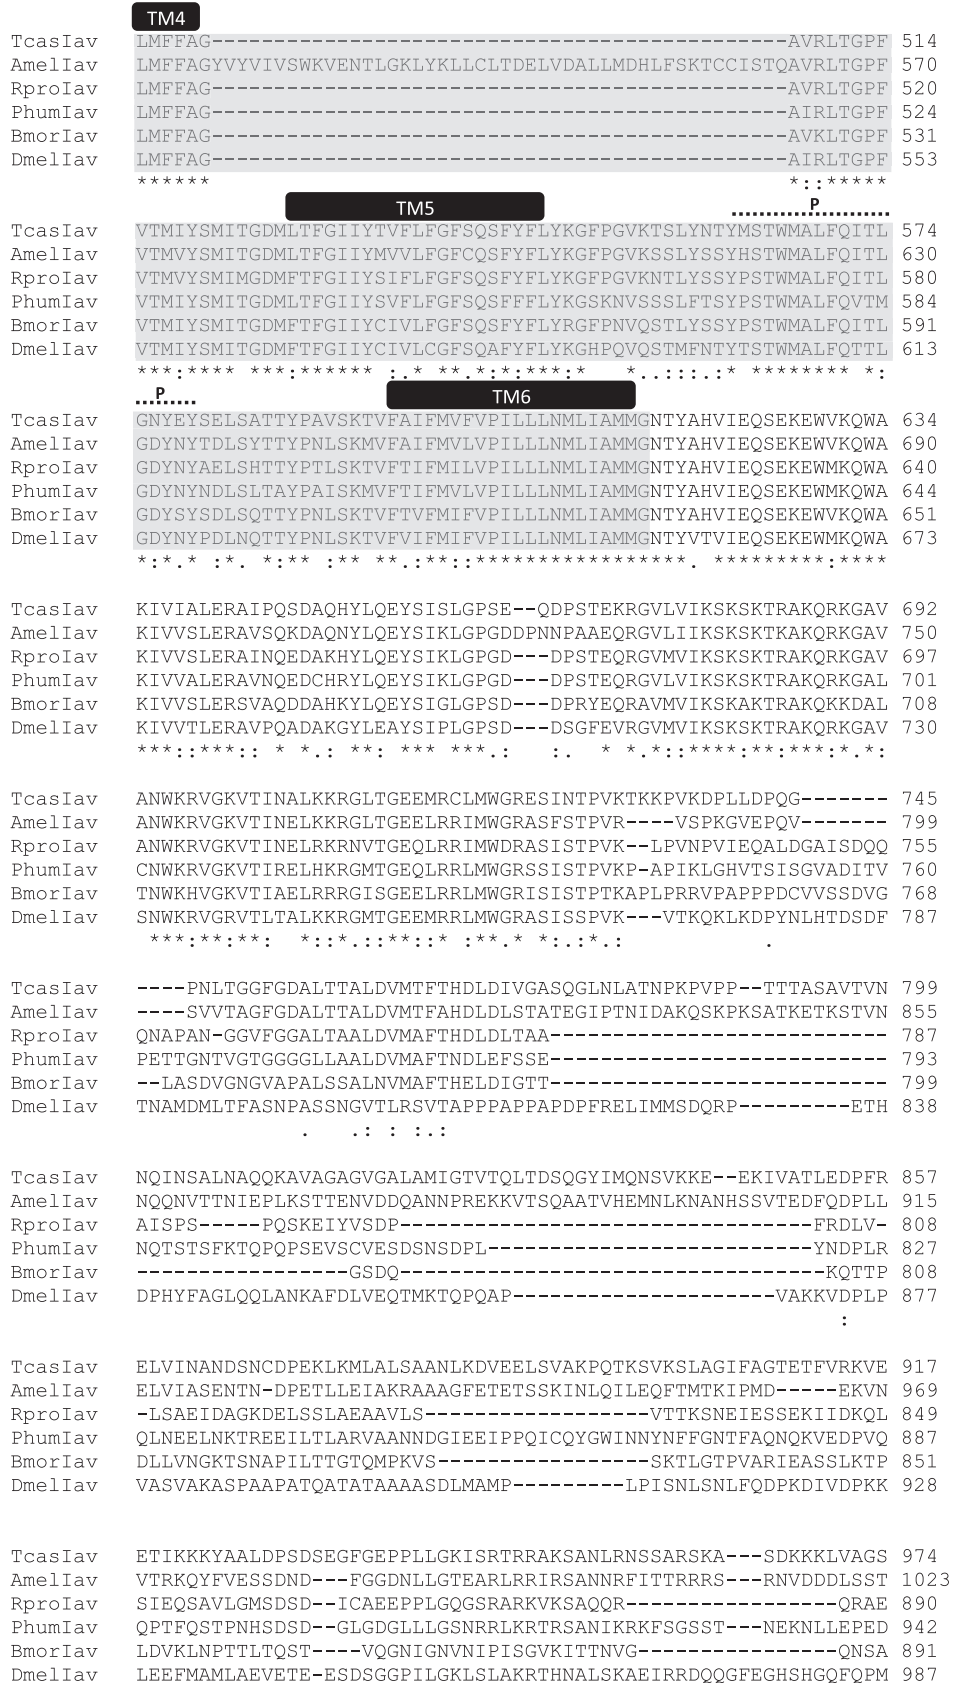 TM4
TcasIav LMFFAG----------------------------------------------AVRLTGPF 514
AmelIav LMFFAGYVYVIVSWKVENTLGKLYKLLCLTDELVDALLMDHLFSKTCCISTQAVRLTGPF 570
RproIav LMFFAG----------------------------------------------AVRLTGPF 520
PhumIav LMFFAG----------------------------------------------AIRLTGPF 524
BmorIav LMFFAG----------------------------------------------AVKLTGPF 531
DmelIav LMFFAG----------------------------------------------AIRLTGPF 553
****** *::*****
TM5 P
TcasIav VTMIYSMITGDMLTFGIIYTVFLFGFSQSFYFLYKGFPGVKTSLYNTYMSTWMALFQITL 574
AmelIav VTMVYSMITGDMLTFGIIYMVVLFGFCQSFYFLYKGFPGVKSSLYSSYHSTWMALFQITL 630
RproIav VTMVYSMIMGDMFTFGIIYSIFLFGFSQSFYFLYKGFPGVKNTLYSSYPSTWMALFQITL 580
PhumIav VTMIYSMITGDMLTFGIIYSVFLFGFSQSFFFLYKGSKNVSSSLFTSYPSTWMALFQVTM 584
BmorIav VTMIYSMITGDMFTFGIIYCIVLFGFSQSFYFLYRGFPNVQSTLYSSYPSTWMALFQITL 591
DmelIav VTMIYSMITGDMFTFGIIYCIVLCGFSQAFYFLYKGHPQVQSTMFNTYTSTWMALFQTTL 613
***:**** ***:****** :.* **.*:*:***:* *..:::.:* ******** *:
P TM6
TcasIav GNYEYSELSATTYPAVSKTVFAIFMVFVPILLLNMLIAMMGNTYAHVIEQSEKEWVKQWA 634
AmelIav GDYNYTDLSYTTYPNLSKMVFAIFMVLVPILLLNMLIAMMGNTYAHVIEQSEKEWVKQWA 690
RproIav GDYNYAELSHTTYPTLSKTVFTIFMILVPILLLNMLIAMMGNTYAHVIEQSEKEWMKQWA 640
PhumIav GDYNYNDLSLTAYPAISKMVFTIFMVLVPILLLNMLIAMMGNTYAHVIEQSEKEWMKQWA 644
BmorIav GDYSYSDLSQTTYPNLSKTVFTVFMIFVPILLLNMLIAMMGNTYAHVIEQSEKEWMKQWA 651
DmelIav GDYNYPDLNQTTYPNLSKTVFVIFMIFVPILLLNMLIAMMGNTYVTVIEQSEKEWMKQWA 673
*:*.* :*. *:** :** **.:**::*****************. *********:****
TcasIav KIVIALERAIPQSDAQHYLQEYSISLGPSE--QDPSTEKRGVLVIKSKSKTRAKQRKGAV 692
AmelIav KIVVSLERAVSQKDAQNYLQEYSIKLGPGDDPNNPAAEQRGVLIIKSKSKTKAKQRKGAV 750
RproIav KIVVSLERAINQEDAKHYLQEYSIKLGPGD---DPSTEQRGVMVIKSKSKTRAKQRKGAV 697
PhumIav KIVVALERAVNQEDCHRYLQEYSIKLGPGD---DPSTEQRGVLVIKSKSKTRAKQRKGAL 701
BmorIav KIVVSLERSVAQQDDAHKYLQEYSIGLGPSD---DPRYEQRAVMVIKSKAKTRAKQKKDAL 708
DmelIav KIVVTLERAVPQADAKGYLEAYSIPLGPSD---DSGFEVRGVMVIKSKSKTRAKQRKGAV 730
***::***:: * *.: **: *** ***.: :. * *.::****:**:***:*.*:
TcasIav ANWKRVGKVTINALKKRGLTGEEMRCLMWGRESINTPVKTKKPVKDPLLDPQG------- 745
AmelIav ANWKRVGKVTINELKKRGLTGEELRRIMWGRASFSTPVR----VSPKGVEPQV------- 799
RproIav ANWKRVGKVTINELRKRNVTGEQLRRIMWDRASISTPVK--LPVNPVIEQALDGAISDQQ 755
PhumIav CNWKRVGKVTIRELHKRGMTGEQLRRLMWGRSSISTPVKP-APIKLGHVTSISGVADITV 760
BmorIav TNWKHVGKVTIAELRRRGISGEELRRLMWGRISISTPTKAPLPRRVPAPPPDCVVSSDVG 768
DmelIav SNWKRVGRVTLTALKKRGMTGEEMRRLMWGRASISSPVK---VTKQKLKDPYNLHTDSDF 787
***:**:**: *::*.::**::* :**.* *:.:*.: .
TcasIav ----PNLTGGFGDALTTALDVMTFTHDLDIVGASQGLNLATNPKPVPP--TTTASAVTVN 799
AmelIav ----SVVTAGFGDALTTALDVMTFAHDLDLSTATEGIPTNIDAKQSKPKSATKETKSTVN 855
RproIav QNAPAN-GGVFGGALTAALDVMAFTHDLDLTAA--------------------------- 787
PhumIav PETTGNTVGTGGGLLAALDVMAFTNDLEFSSE--------------------------- 793
BmorIav --LASDVGNGVAPALSSALNVMAFTHELDIGTT--------------------------- 799
DmelIav TNAMDMLTFASNPASSNGVTLRSVTAPPPAPPAPDPFRELIMMSDQRP---------ETH 838
. .: : :.:
TcasIav NQINSALNAQQKAVAGAGVGALAMIGTVTQLTDSQGYIMQNSVKKE--EKIVATLEDPFR 857
AmelIav NQQNVTTNIEPLKSTTENVDDQANNPREKKVTSQAATVHEMNLKNANHSSVTEDFQDPLL 915
RproIav AISPS-----PQSKEIYVSDP---------------------------------FRDLV- 808
PhumIav NQTSTSFKTQPQPSEVSCVESDSNSDPL--------------------------YNDPLR 827
BmorIav -----------------GSDQ----------------------------------KQTTP 808
DmelIav DPHYFAGLQQLANKAFDLVEQTMKTQPQAP---------------------VAKKVDPLP 877
:
TcasIav ELVINANDSNCDPEKLKMLALSAANLKDVEELSVAKPQTKSVKSLAGIFAGTETFVRKVE 917
AmelIav ELVIASENTN-DPETLLEIAKRAAAGFETETSSKINLQILEQFTMTKIPMD-----EKVN 969
RproIav -LSAEIDAGKDELSSLAEAAVLS------------------VTTKSNEIESSEKIIDKQL 849
PhumIav QLNEELNKTREEILTLARVAANNDGIEEIPPQICQYGWINNYNFFGNTFAQNQKVEDPVQ 887
BmorIav DLLVNGKTSNAPILTTGTQMPKVS-----------------SKTLGTPVARIEASSLKTP 851
DmelIav VASVAKASPAAPATQATATAAAASDLMAMP---------LPISNLSNLFQDPKDIVDPKK 928
TcasIav ETIKKKYAALDPSDSEGFGEPPLLGKISRTRRAKSANLRNSSARSKA---SDKKKLVAGS 974
AmelIav VTRKQYFVESSDND---FGGDNLLGTEARLRRIRSANNRFITTRRRS---RNVDDDLSST 1023
RproIav SIEQSAVLGMSDSD--ICAEEPPLGQGSRARKVKSAQQR-----------------QRAE 890
PhumIav QPTFQSTPNHSDSD--GLGDGLLLGSNRRLKRTRSANIKRKFSGSST---NEKNLLEPED 942
BmorIav LDVKLNPTTLTQST---VQGNIGNVNIPISGVKITTNVG----------------QNSA 891
DmelIav LEEFMAMLAEVETE-ESDSGGPILGKLSLAKRTHNALSKAEIRRDQQGFEGHSHGQFQPM 987